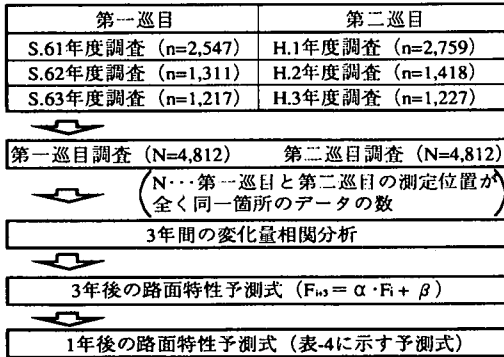 第一巡目 第二巡目
S.61年度調査（n=2,547） H.1年度調査（n=2,759）
S.62年度調査（n=1,311） H.2年度調査（n=1,418）
S.63年度調査（n=1,217） H.3年度調査（n=1,227）
第一巡目調査（N=4,812） 第二巡目調査（N=4,812）
（N･･･第一巡目と第二巡目の測定位置が
全く同一箇所のデータの数）
3年間の変化量相関分析
3年後の路面特性予測式（Fi+3＝α・Fi＋β）
1年後の路面特性予測式（表-4に示す予測式）